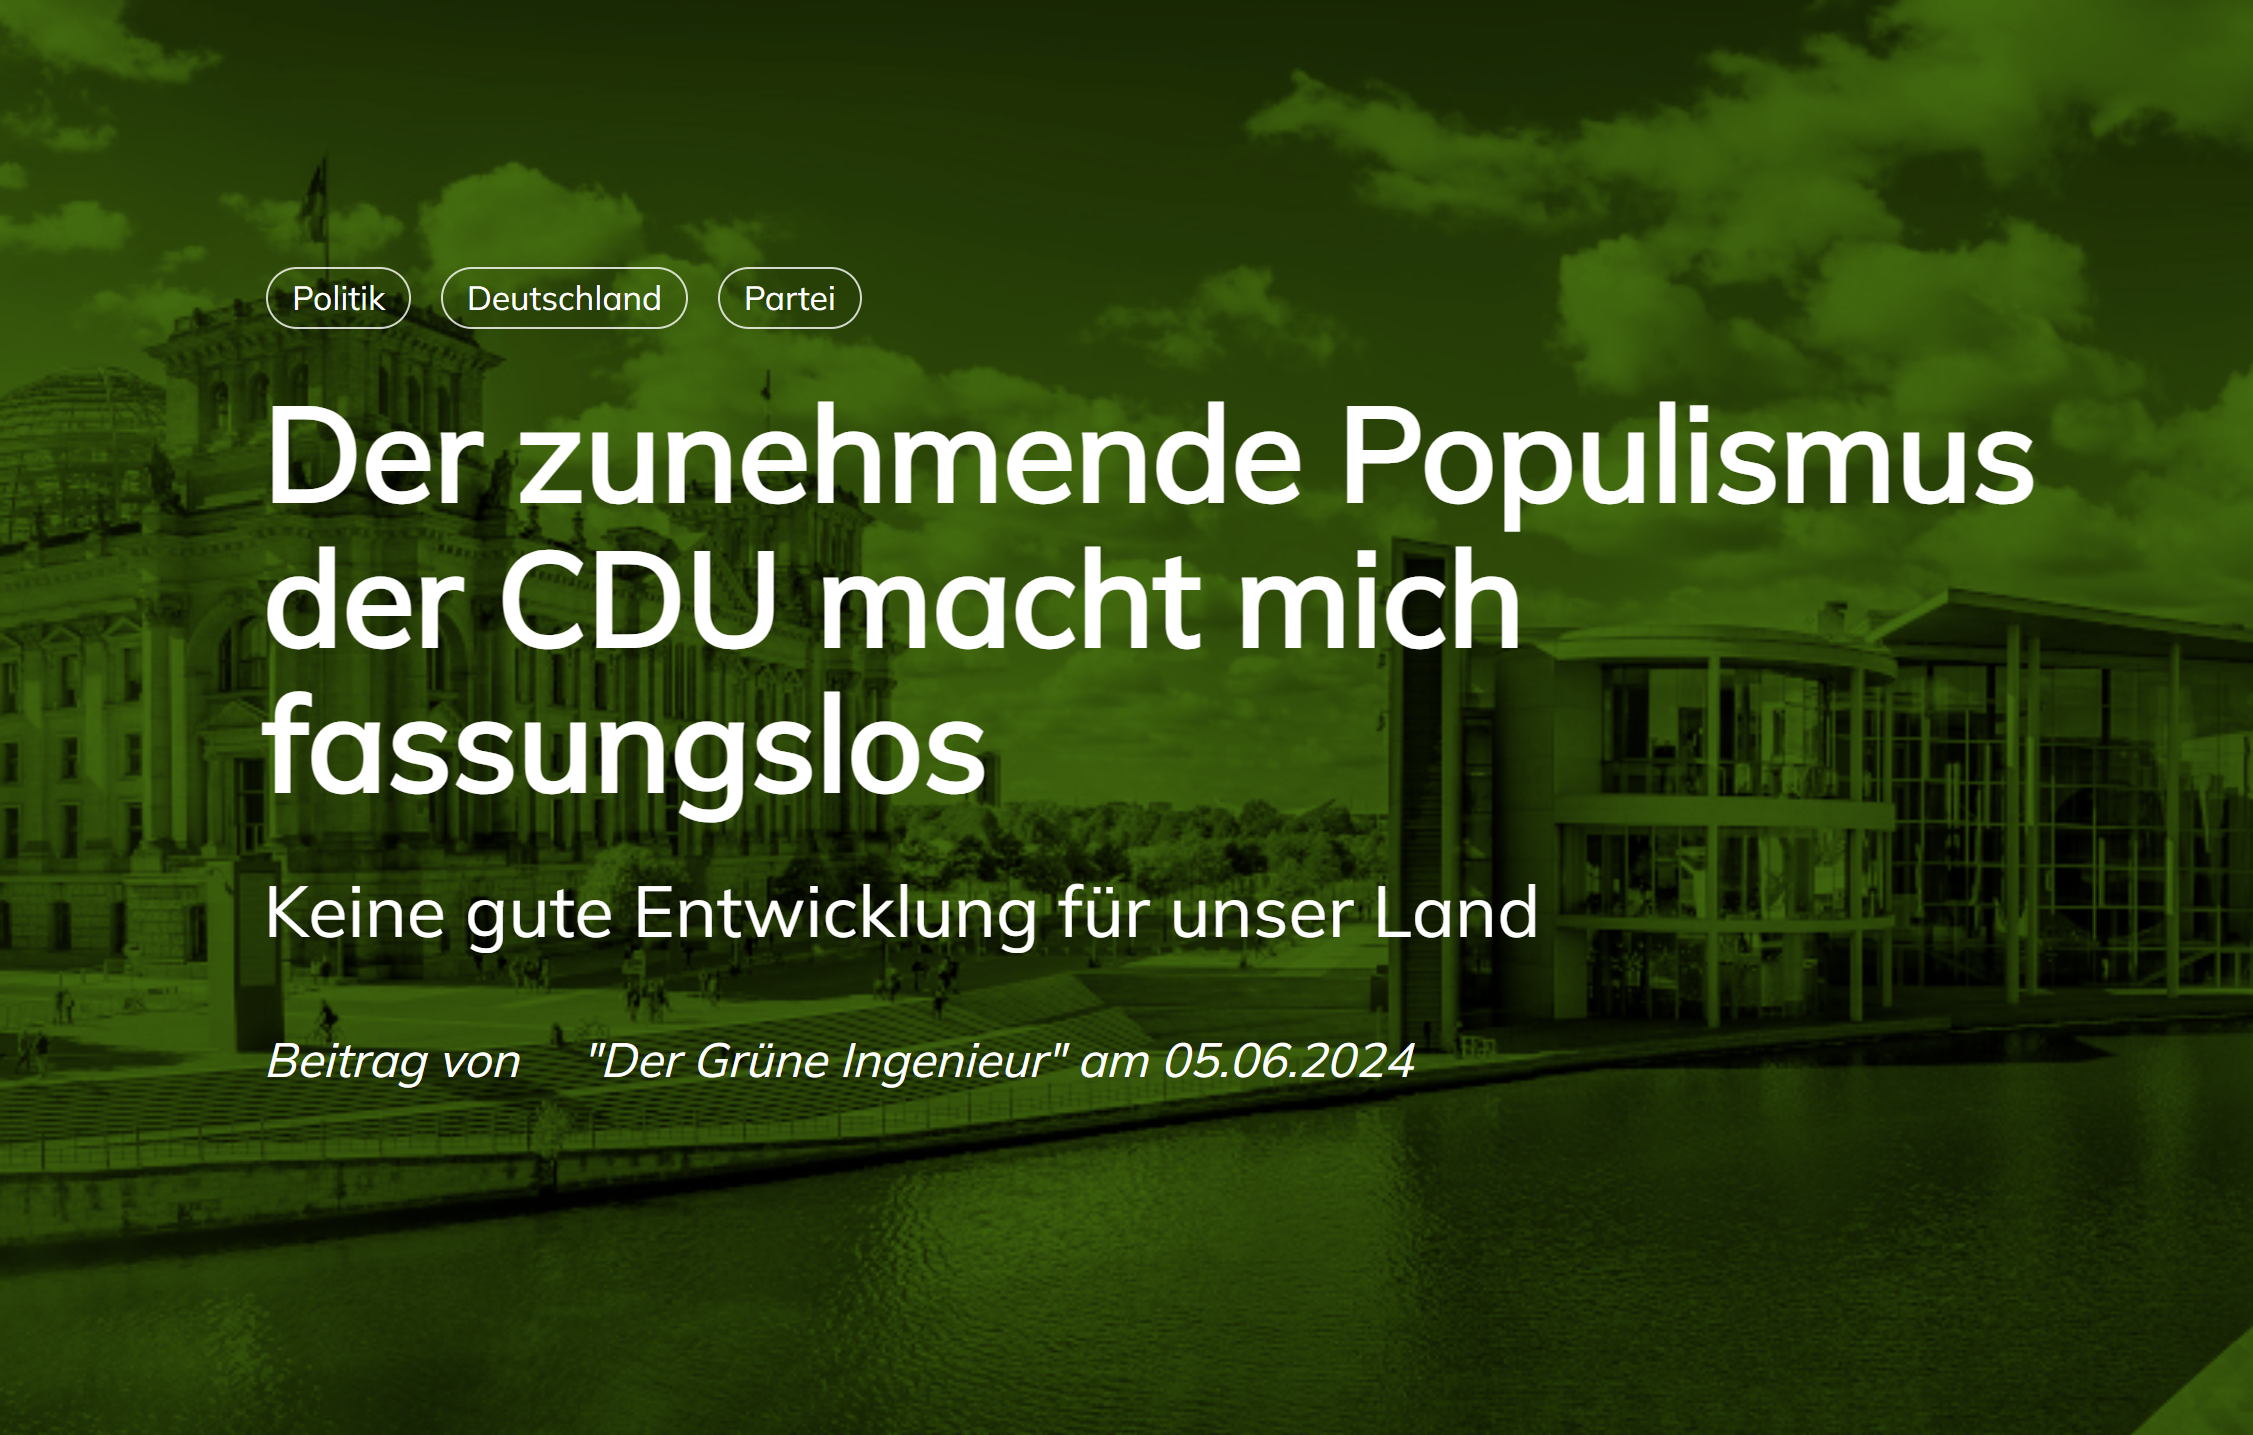 Politik Deutschland Partei
Der zunehmende Populismus
der CDU macht mich
fassungslos
Keine gute Entwicklung für unser Land
Beitrag von "Der Grüne Ingenieur" am 05.06.2024